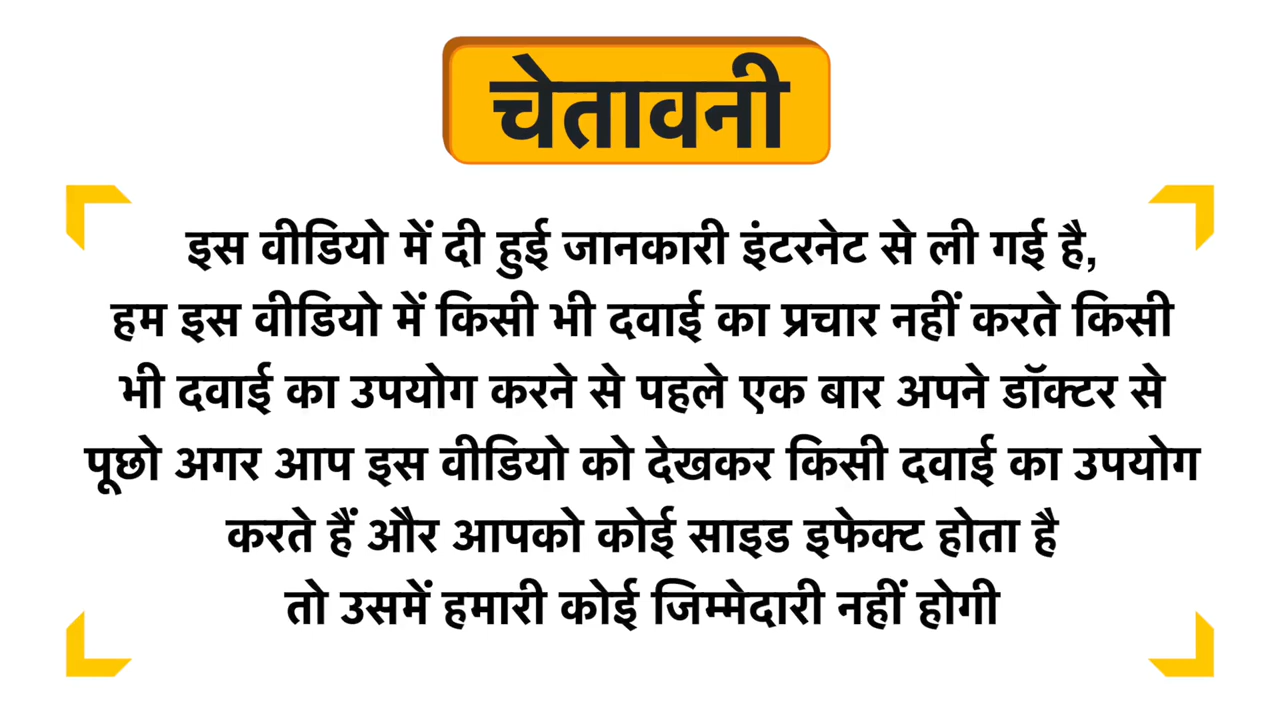 चेतावनी
इस वीडियो में दी हुई जानकारी इंटरनेट से ली गई है,
हम इस वीडियो में किसी भी दवाई का प्रचार नहीं करते किसी
भी दवाई का उपयोग करने से पहले एक बार अपने डॉक्टर से
पूछो अगर आप इस वीडियो को देखकर किसी दवाई का उपयोग
करते हैं और आपको कोई साइड इफेक्ट होता है
तो उसमें हमारी कोई जिम्मेदारी नहीं होगी